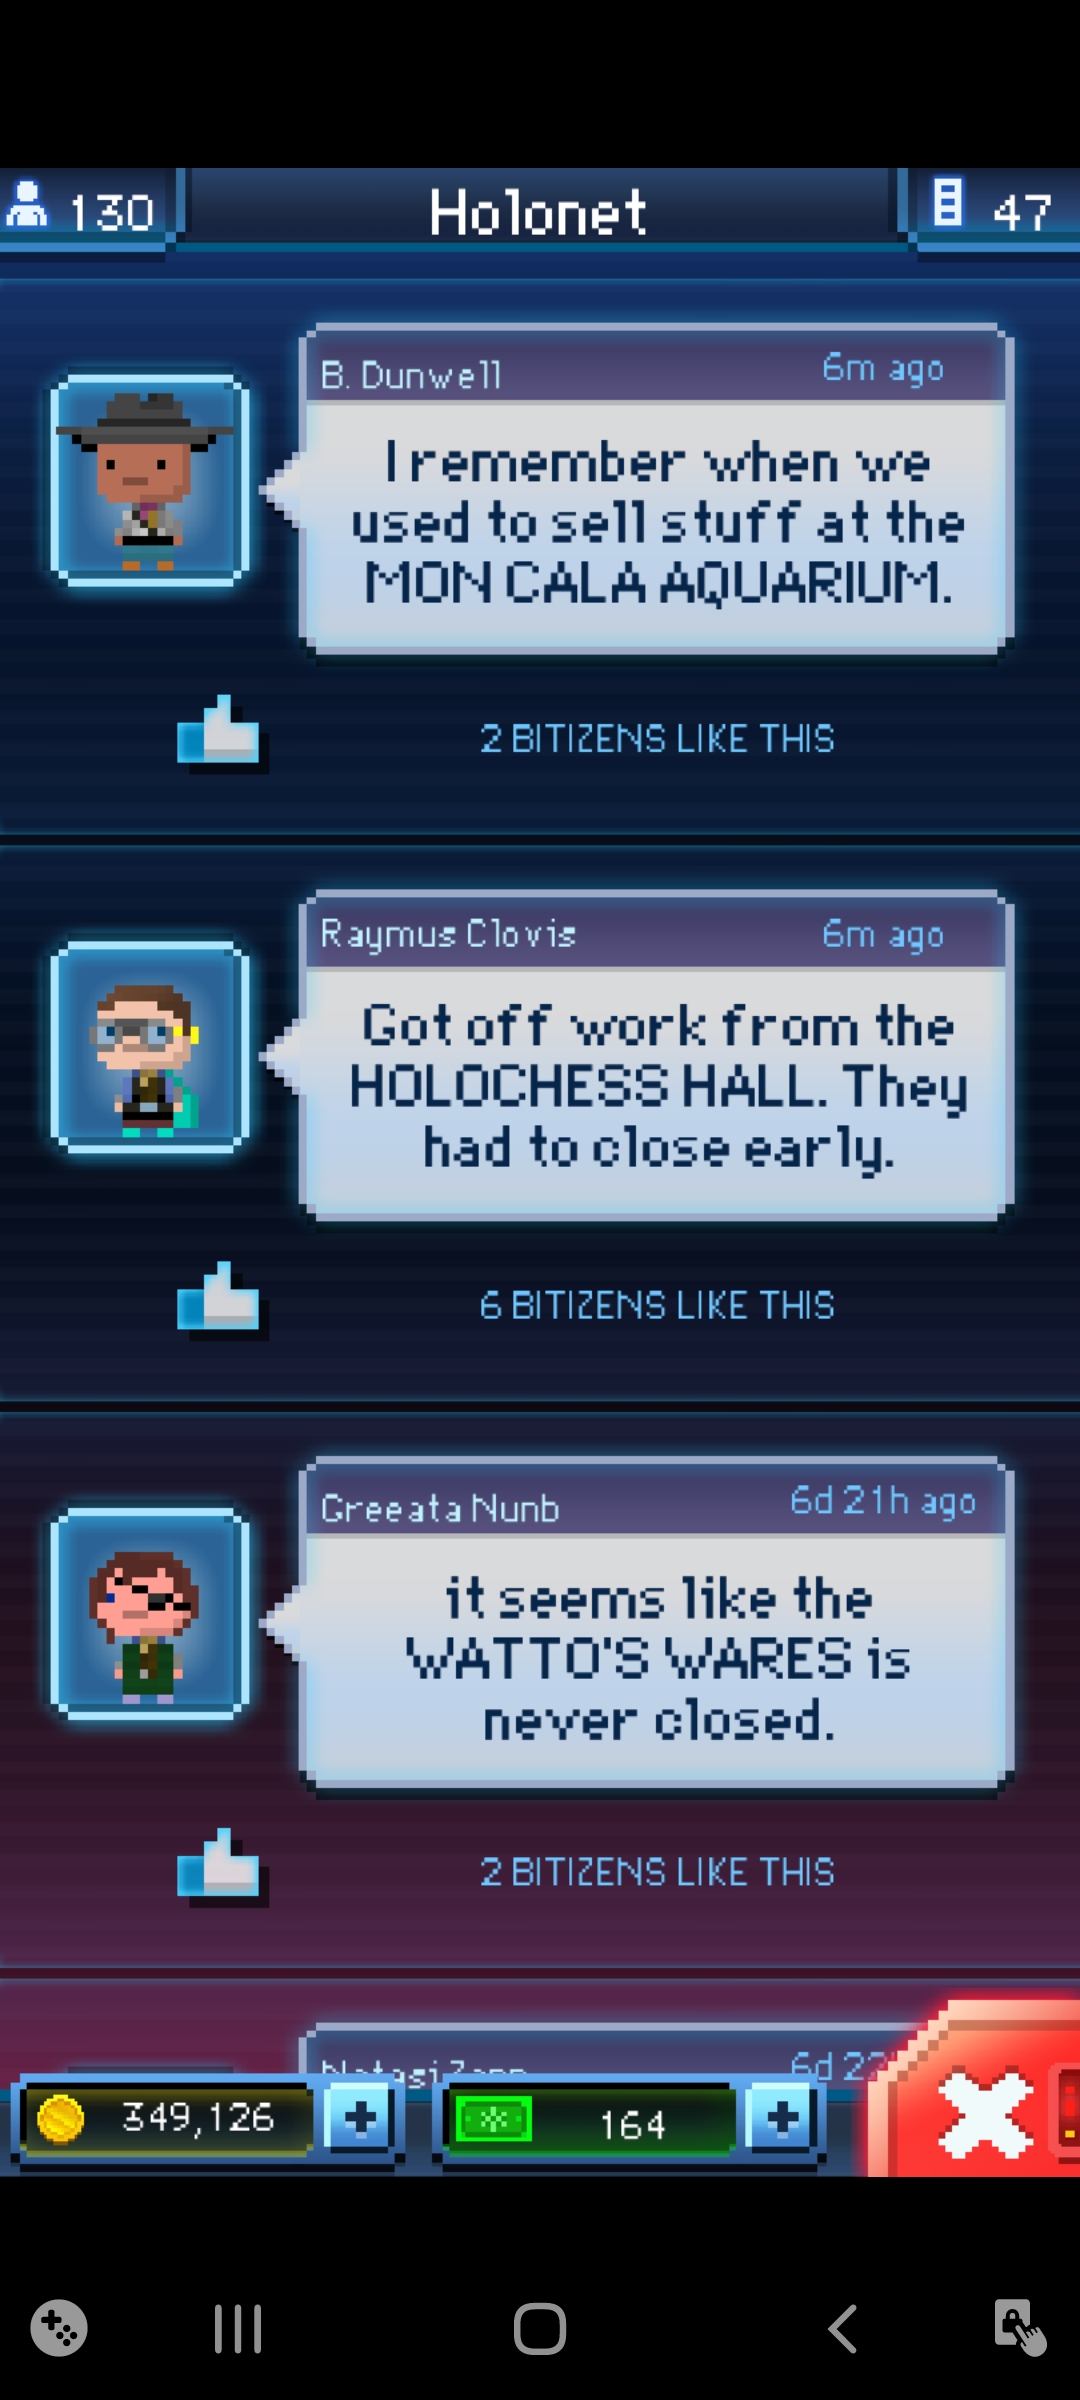 130
Holonet
47
B. Dunwell
6m ago
I remember when we
used to sell stuff at the
MON CALA AQUARIUM.
2 BITIZENS LIKE THIS
Raymus Clovis
6m ago
Got off work from the
HOLOCHESS HALL. They
had to close early.
6 BITIZENS LIKE THIS
Greeata Nunb
6d 21h ago
it seems like the
WATTO'S WARES is
never closed.
2 BITIZENS LIKE THIS
6d
349,126
164